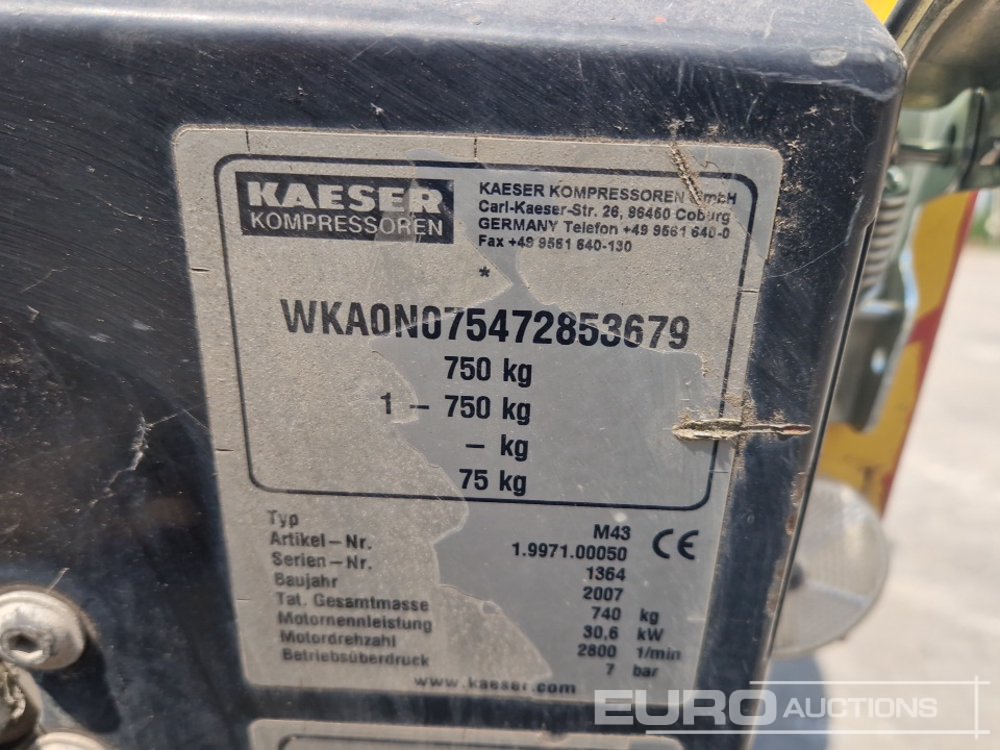 KAESER
KOMPRESSOREN
KAESER KOMPRESSOREN GmbH
Carl-Kaeser-Str. 26, 96450 Coburg
GERMANY Telefon +49 9561 640-0
Fax +49 9561 640-130
*
WKA0N075472853679
750 kg
1 – 750 kg
– kg
75 kg
Typ M43 CE
Artikel–Nr. 1.9971.00050
Serien–Nr. 1364
Baujahr 2007
Tat. Gesamtmasse 740 kg
Motornennleistung 30,6 kW
Motordrehzahl 2800 1/min
Betriebsüberdruck 7 bar
www.kaeser.com
EURO AUCTIONS